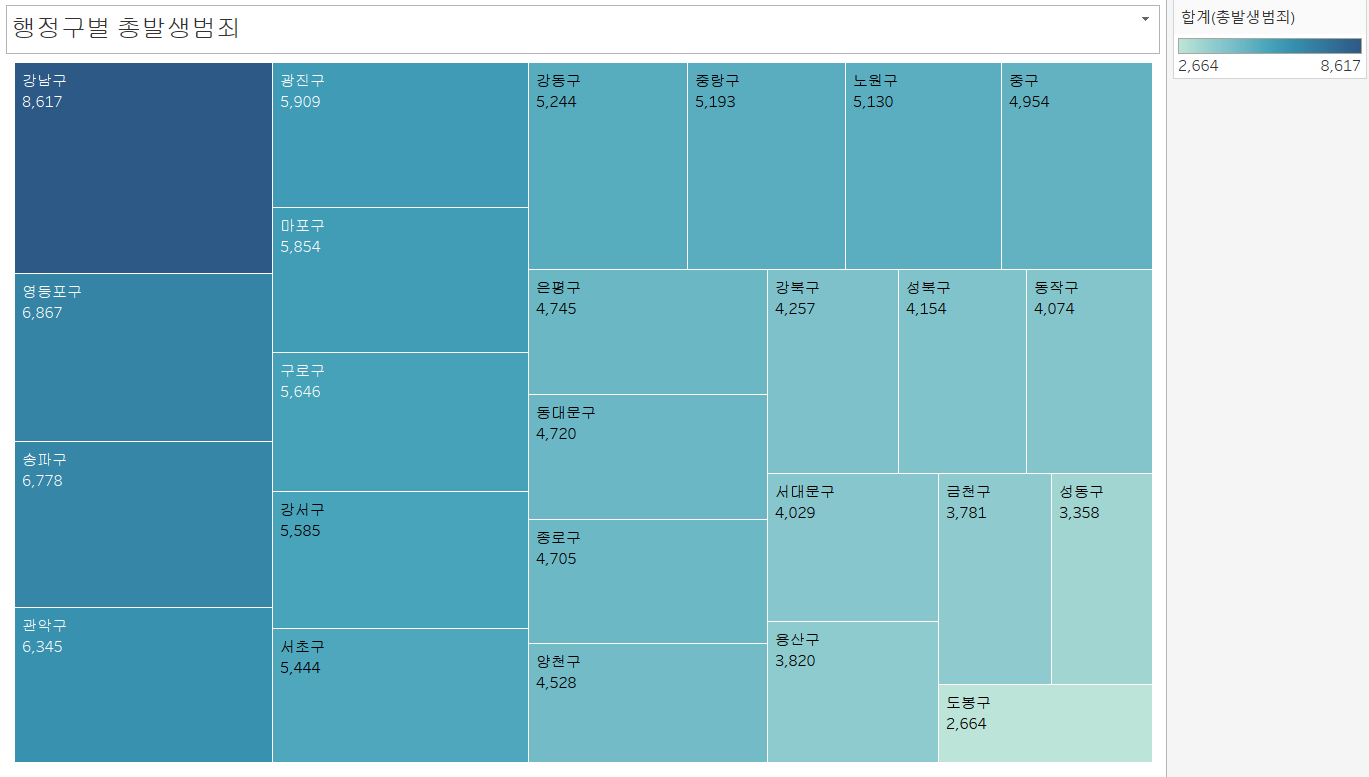 행정구별 총발생범죄
합계(총발생범죄)
2,664 8,617
강남구
8,617
영등포구
6,867
송파구
6,778
관악구
6,345
광진구
5,909
마포구
5,854
구로구
5,646
강서구
5,585
서초구
5,444
강동구
5,244
중랑구
5,193
노원구
5,130
중구
4,954
은평구
4,745
동대문구
4,720
종로구
4,705
양천구
4,528
강북구
4,257
성북구
4,154
동작구
4,074
서대문구
4,029
용산구
3,820
금천구
3,781
성동구
3,358
도봉구
2,664